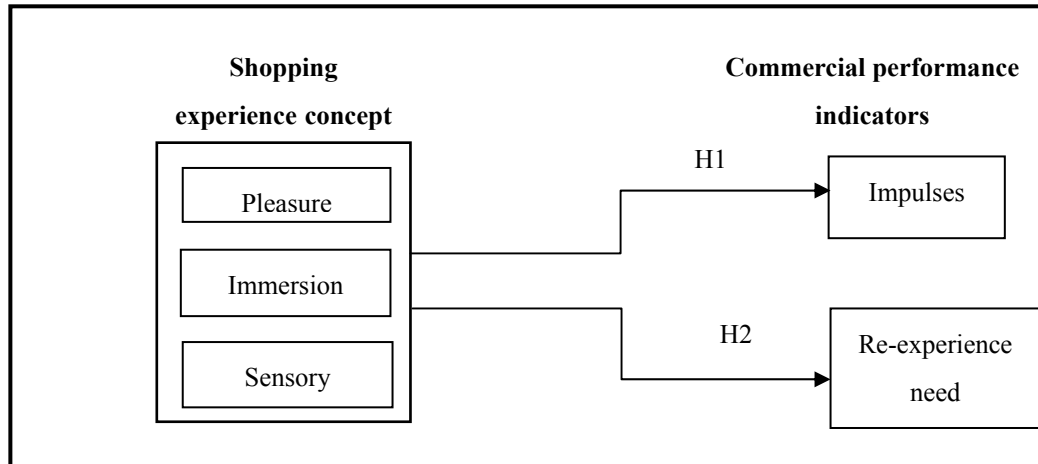 Shopping
experience concept
Pleasure
Immersion
Sensory
Commercial performance
indicators
H1
Impulses
H2
Re-experience
need